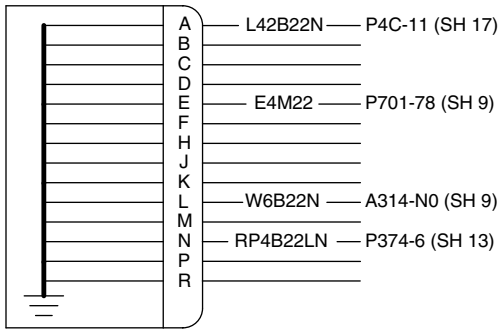 A L42B22N P4C-11 (SH 17)
B
C
D
E E4M22 P701-78 (SH 9)
F
H
J
K
L W6B22N A314-N0 (SH 9)
M
N RP4B22LN P374-6 (SH 13)
P
R